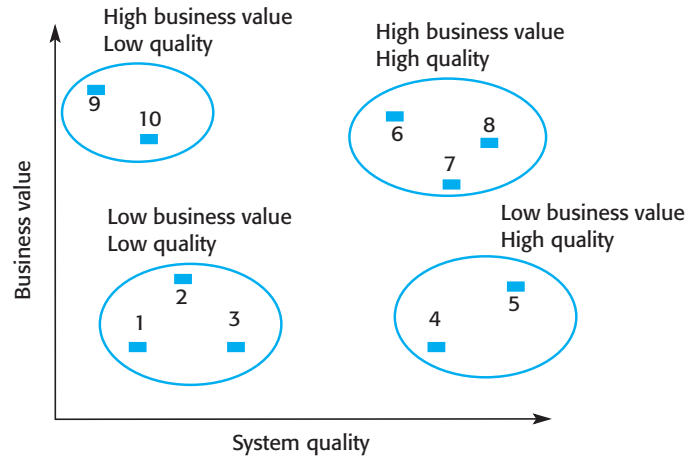 High business value
Low quality
High business value
High quality
9
10
6
8
7
Low business value
Low quality
Low business value
High quality
2
5
1
3
4
Business value
System quality